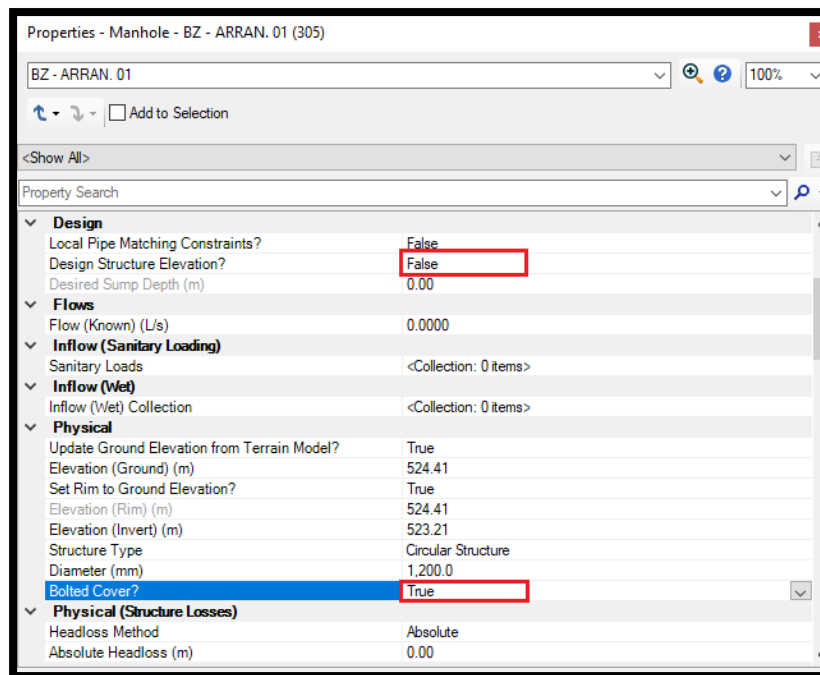 Properties - Manhole - BZ - ARRAN. 01 (305)
BZ - ARRAN. 01 100%
Add to Selection
<Show All>
Property Search
Design
Local Pipe Matching Constraints? False
Design Structure Elevation? False
Desired Sump Depth (m) 0.00
Flows
Flow (Known) (L/s) 0.0000
Inflow (Sanitary Loading)
Sanitary Loads <Collection: 0 items>
Inflow (Wet)
Inflow (Wet) Collection <Collection: 0 items>
Physical
Update Ground Elevation from Terrain Model? True
Elevation (Ground) (m) 524.41
Set Rim to Ground Elevation? True
Elevation (Rim) (m) 524.41
Elevation (Invert) (m) 523.21
Structure Type Circular Structure
Diameter (mm) 1,200.0
Bolted Cover? True
Physical (Structure Losses)
Headloss Method Absolute
Absolute Headloss (m) 0.00